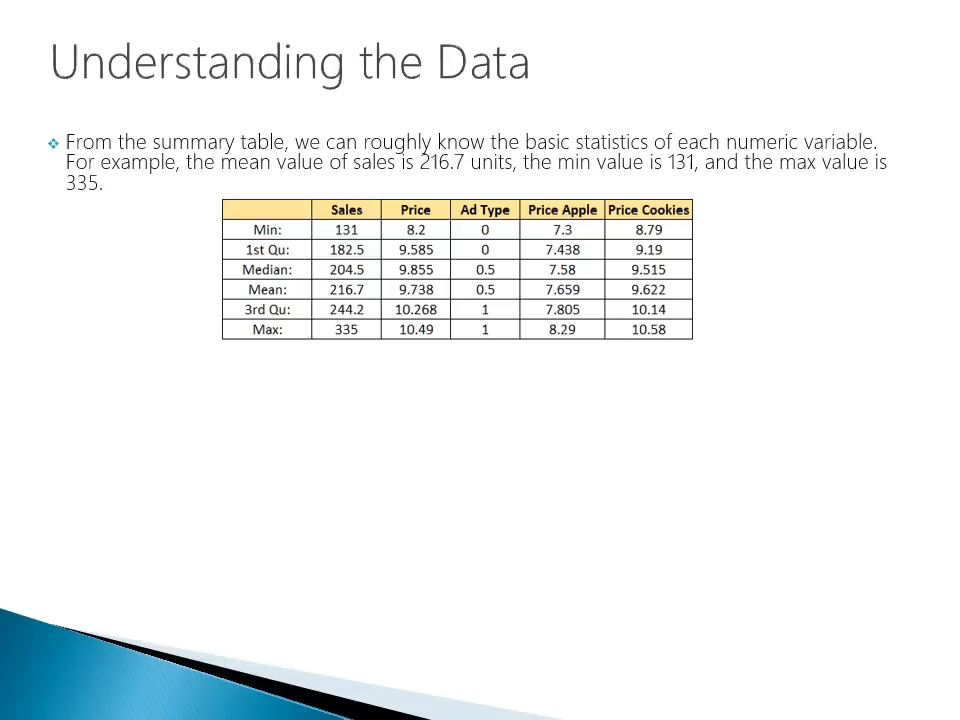 Understanding the Data
From the summary table, we can roughly know the basic statistics of each numeric variable.
For example, the mean value of sales is 216.7 units, the min value is 131, and the max value is
335.
Sales Price Ad Type Price Apple Price Cookies
Min: 131 8.2 0 7.3 8.79
1st Qu: 182.5 9.585 0 7.438 9.19
Median: 204.5 9.855 0.5 7.58 9.515
Mean: 216.7 9.738 0.5 7.659 9.622
3rd Qu: 244.2 10.268 1 7.805 10.14
Max: 335 10.49 1 8.29 10.58